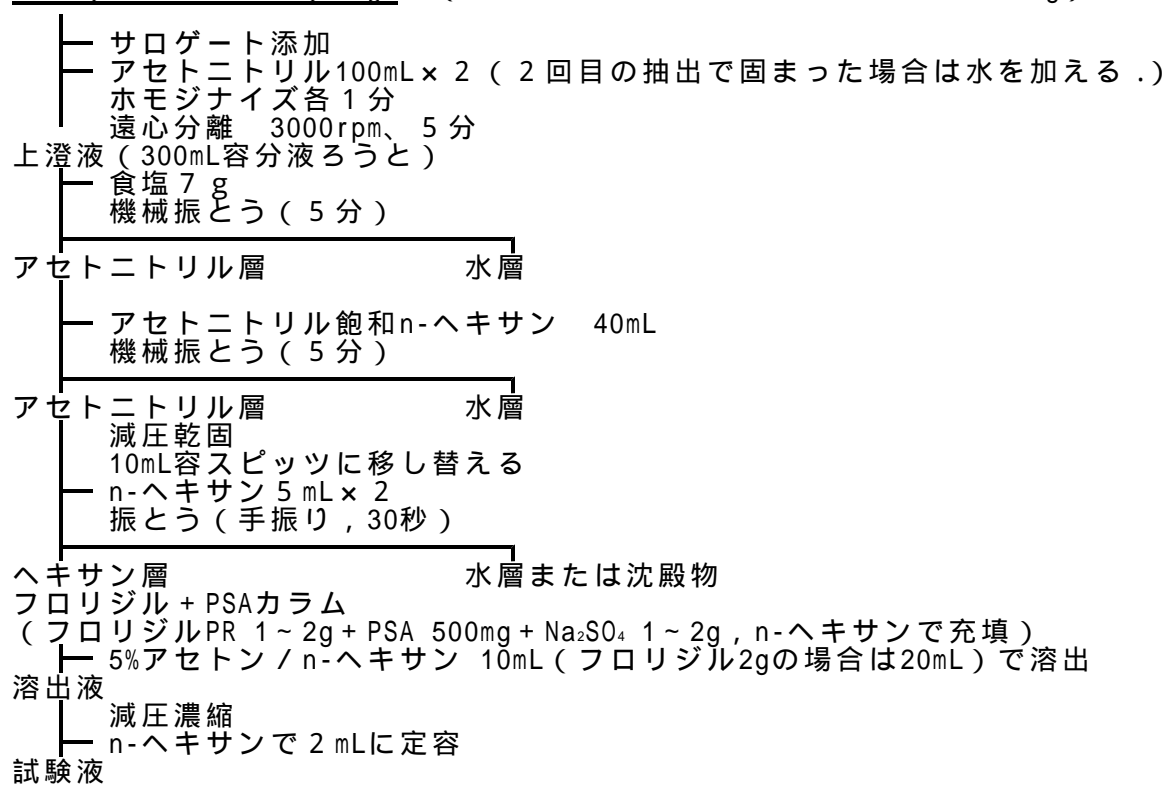 サロゲート添加
アセトニトリル100mL×2(2回目の抽出で固まった場合は水を加える.)
ホモジナイズ各1分
遠心分離 3000rpm、5分
上澄液(300mL容分液ろうと)
食塩7g
機械振とう(5分)
アセトニトリル層 水層
アセトニトリル飽和n-ヘキサン 40mL
機械振とう(5分)
アセトニトリル層 水層
減圧乾固
10mL容スピッツに移し替える
n-ヘキサン5mL×2
振とう(手振り,30秒)
ヘキサン層 水層または沈殿物
フロリジル+PSAカラム
(フロリジルPR 1~2g+PSA 500mg+Na₂SO₄ 1~2g,n-ヘキサンで充填)
5%アセトン/n-ヘキサン 10mL(フロリジル2gの場合は20mL)で溶出
溶出液
減圧濃縮
n-ヘキサンで2mLに定容
試験液